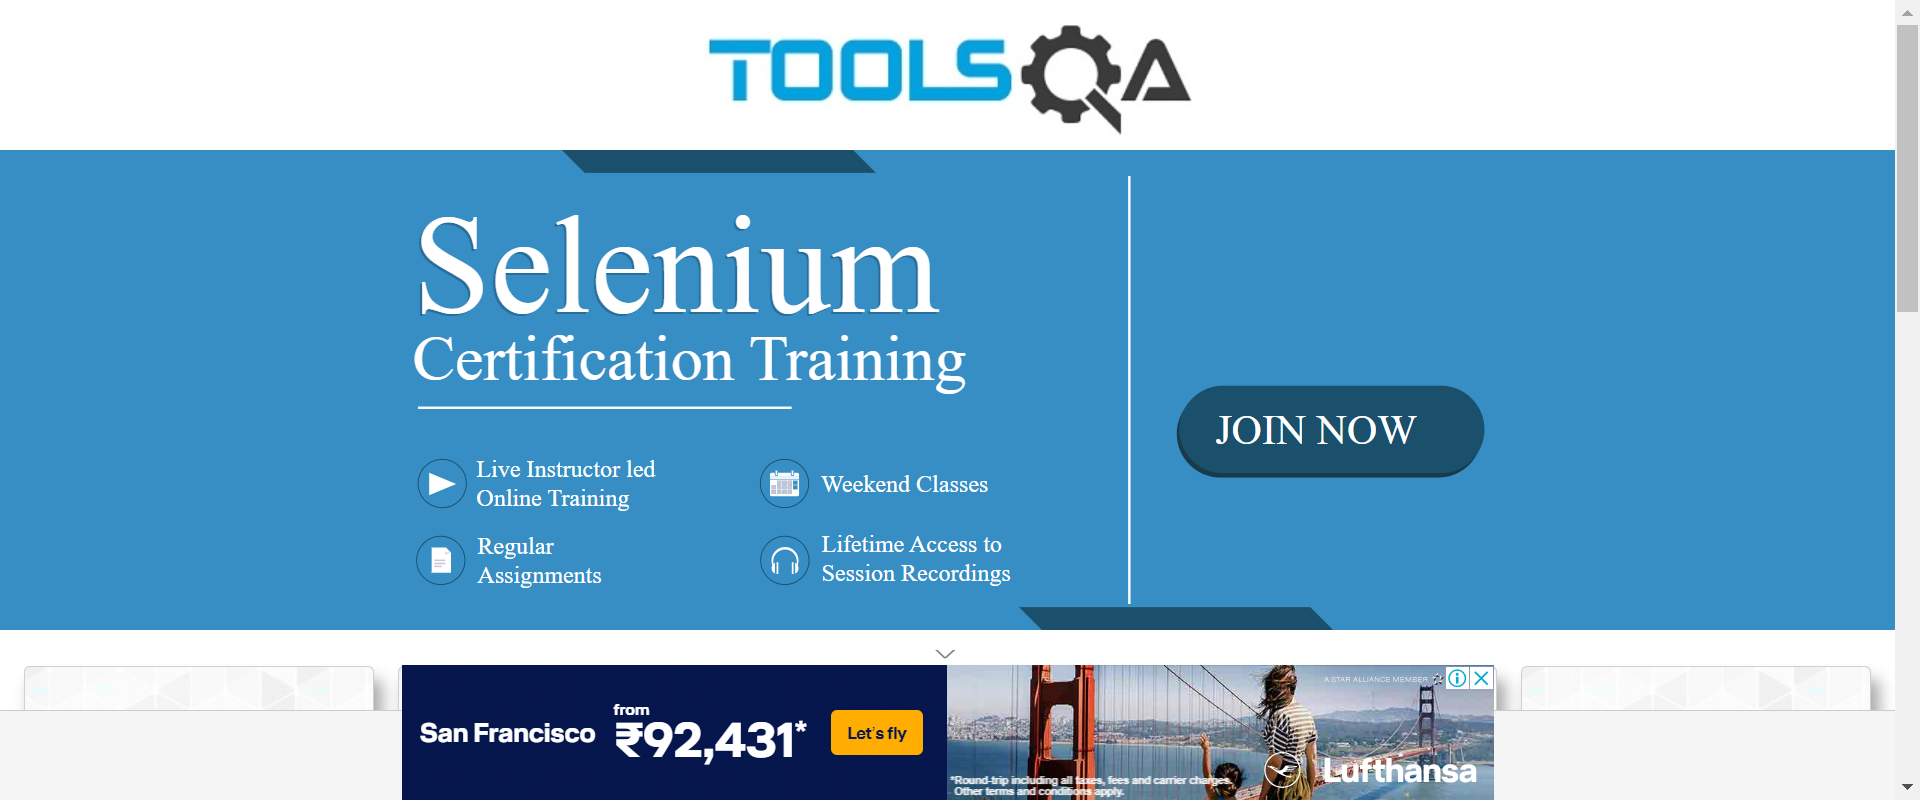 TOOLSQA
Selenium
Certification Training
JOIN NOW
Live Instructor led
Online Training
Weekend Classes
Regular
Assignments
Lifetime Access to
Session Recordings
San Francisco
from
₹92,431*
Let's fly
A STAR ALLIANCE MEMBER
*Round-trip including all taxes, fees and carrier charges.
Other terms and conditions apply.
Lufthansa